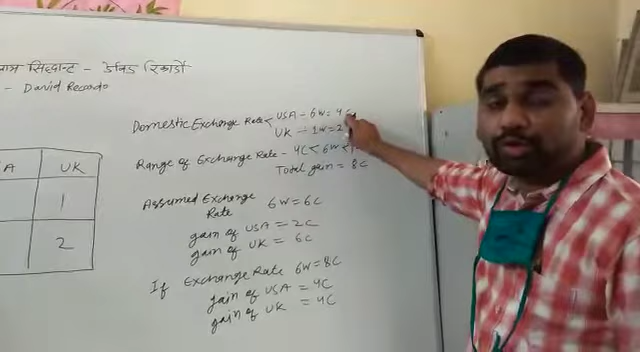 सिद्धान्त - डेविड रिकार्डो
- David Recardo
Domestic Exchange Rate < USA - 6W = 4C
UK - 1W = 2
Range of Exchange Rate - 4C < 6W <
Total gain = 8C
A UK
1
2
Assumed Exchange Rate 6W = 6C
gain of USA = 2C
gain of UK = 6C
If Exchange Rate 6W = 8C
gain of USA = 4C
gain of UK = 4C